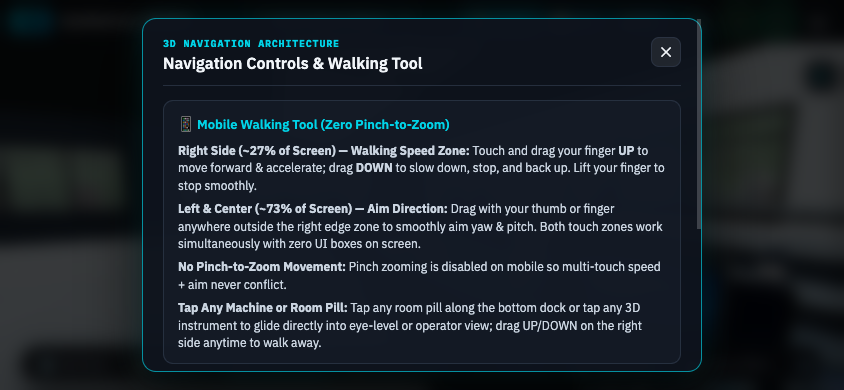 3D NAVIGATION ARCHITECTURE
Navigation Controls & Walking Tool
Mobile Walking Tool (Zero Pinch-to-Zoom)
Right Side (~27% of Screen) — Walking Speed Zone: Touch and drag your finger UP to
move forward & accelerate; drag DOWN to slow down, stop, and back up. Lift your finger to
stop smoothly.
Left & Center (~73% of Screen) — Aim Direction: Drag with your thumb or finger
anywhere outside the right edge zone to smoothly aim yaw & pitch. Both touch zones work
simultaneously with zero UI boxes on screen.
No Pinch-to-Zoom Movement: Pinch zooming is disabled on mobile so multi-touch speed
+ aim never conflict.
Tap Any Machine or Room Pill: Tap any room pill along the bottom dock or tap any 3D
instrument to glide directly into eye-level or operator view; drag UP/DOWN on the right
side anytime to walk away.